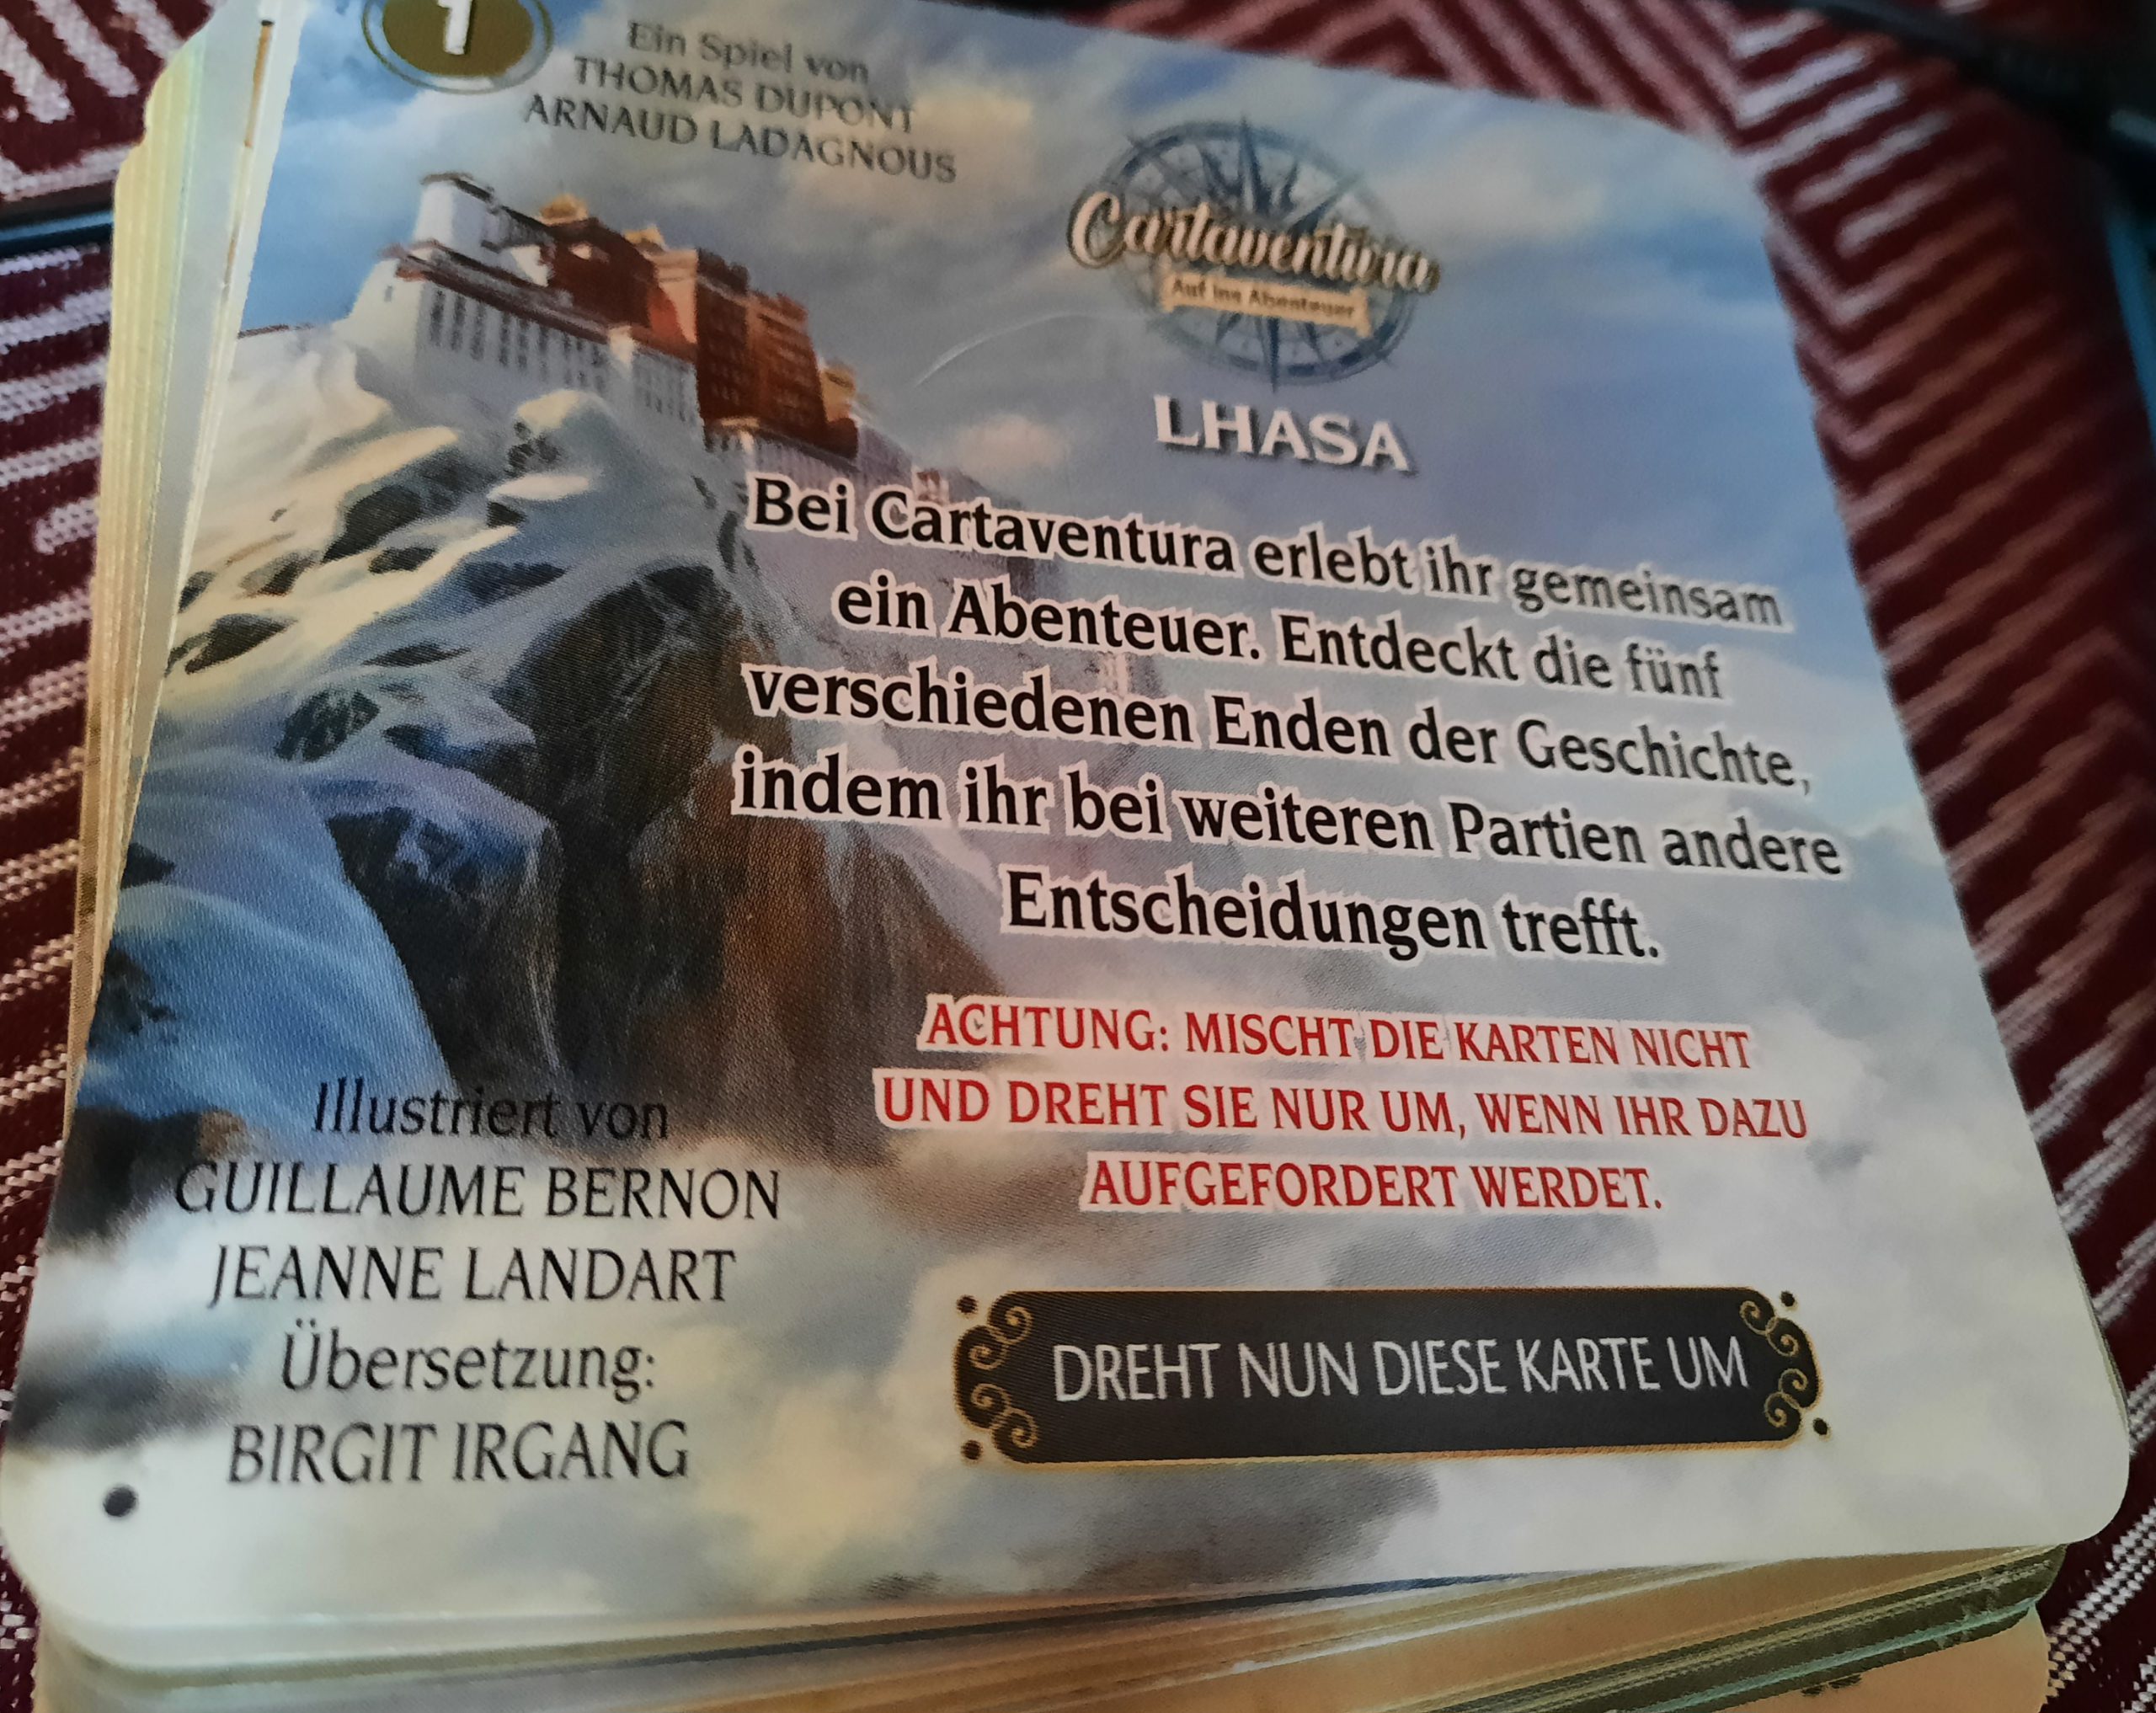 1
Ein Spiel von
THOMAS DUPONT
ARNAUD LADAGNOUS
Cartaventura
Auf ins Abenteuer
LHASA
Bei Cartaventura erlebt ihr gemeinsam
ein Abenteuer. Entdeckt die fünf
verschiedenen Enden der Geschichte,
indem ihr bei weiteren Partien andere
Entscheidungen trefft.
ACHTUNG: MISCHT DIE KARTEN NICHT
UND DREHT SIE NUR UM, WENN IHR DAZU
AUFGEFORDERT WERDET.
Illustriert von
GUILLAUME BERNON
JEANNE LANDART
Übersetzung:
BIRGIT IRGANG
DREHT NUN DIESE KARTE UM